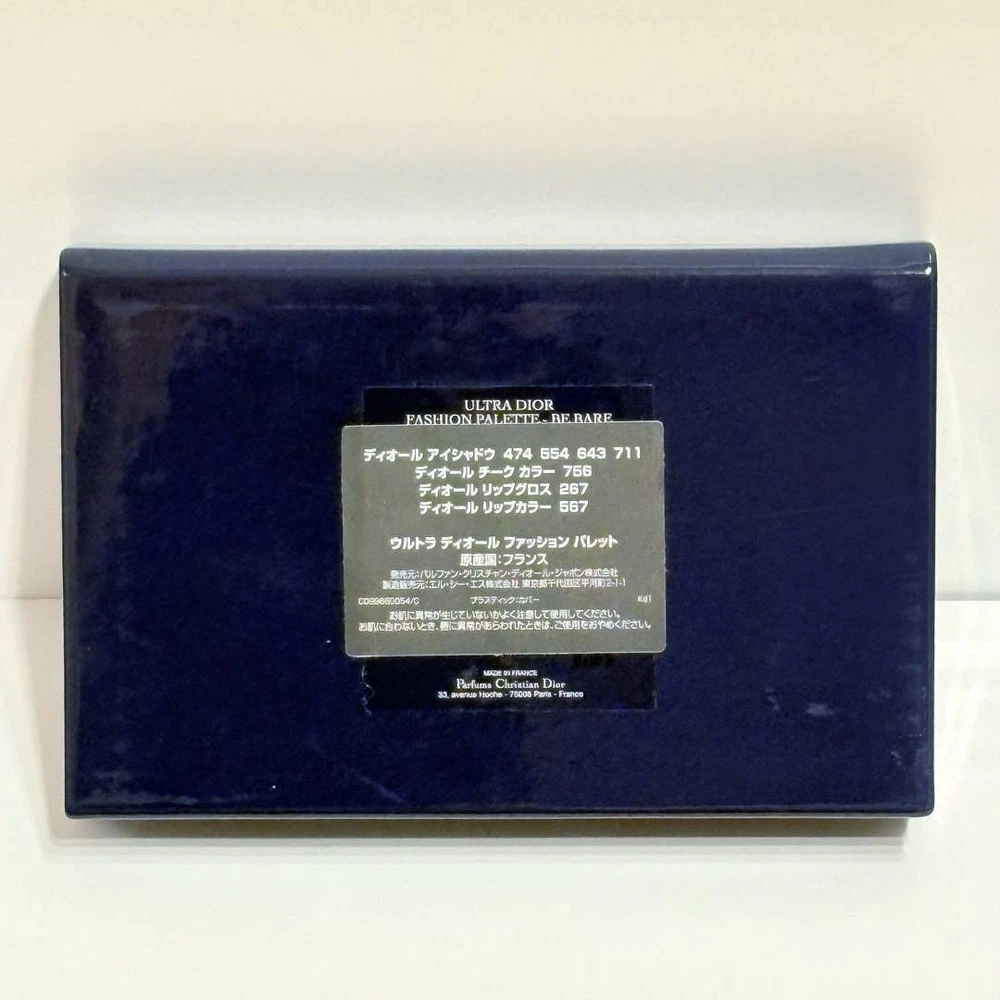 ULTRA DIOR
FASHION PALETTE - BE BARE
ディオール アイシャドウ 474 554 643 711
ディオール チーク カラー 756
ディオール リップグロス 267
ディオール リップカラー 567
ウルトラ ディオール ファッション パレット
原産国:フランス
発売元:パルファン・クリスチャン・ディオール・ジャポン株式会社
製造販売元:エル・シー・エス株式会社 東京都千代田区平河町2-1-1
プラスティック:カバー
お肌に異常が生じていないかよく注意して使用してください。
お肌に合わないとき、唇に異常があらわれたときは、ご使用をおやめください。
MADE IN FRANCE
Parfums Christian Dior
33, avenue Hoche - 75008 Paris - France